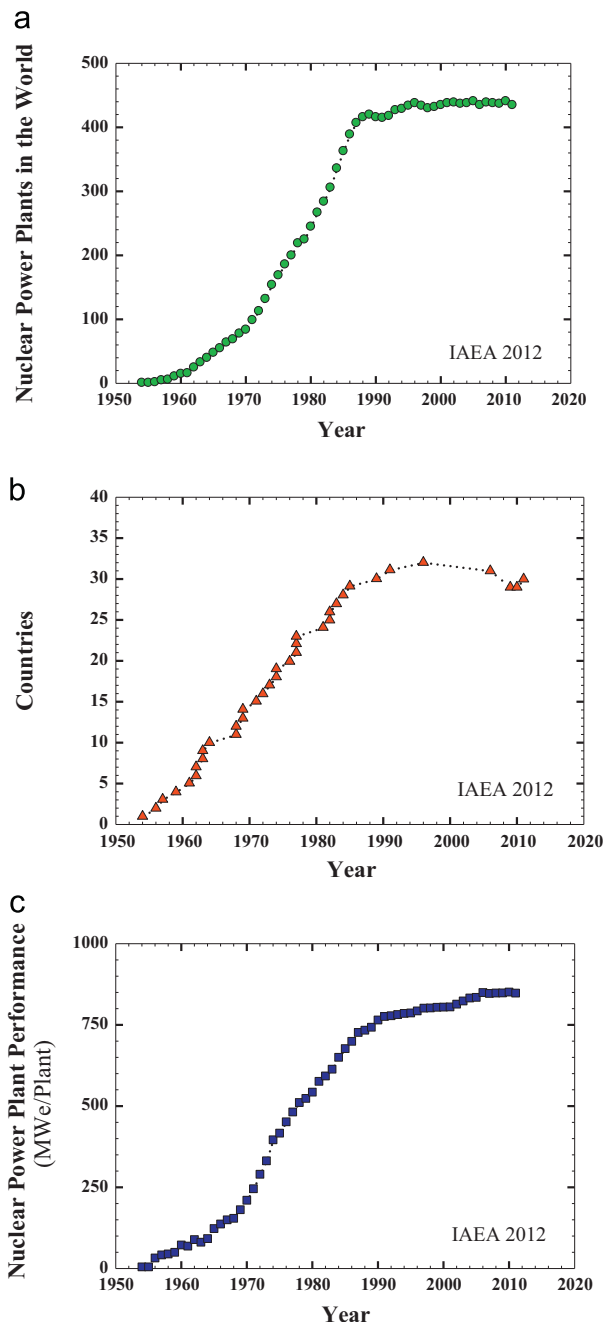 a
Nuclear Power Plants in the World
500
400
300
200
100
0
1950 1960 1970 1980 1990 2000 2010 2020
IAEA 2012
Year
b
Countries
40
35
30
25
20
15
10
5
0
1950 1960 1970 1980 1990 2000 2010 2020
IAEA 2012
Year
c
Nuclear Power Plant Performance
(MWe/Plant)
1000
750
500
250
0
1950 1960 1970 1980 1990 2000 2010 2020
IAEA 2012
Year